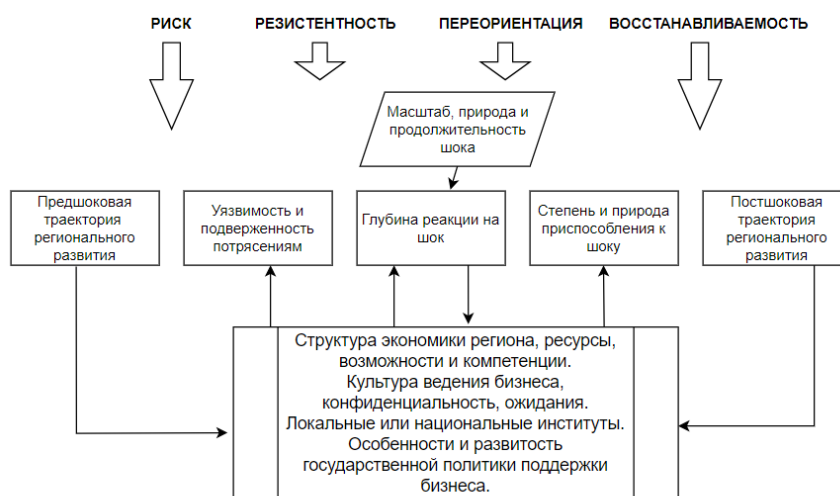 РИСК
РЕЗИСТЕНТНОСТЬ
ПЕРЕОРИЕНТАЦИЯ
ВОССТАНАВЛИВАЕМОСТЬ
Масштаб, природа и
продолжительность
шока
Предшоковая
траектория
регионального
развития
Уязвимость и
подверженность
потрясениям
Глубина реакции на
шок
Степень и природа
приспособления к
шоку
Постшоковая
траектория
регионального
развития
Структура экономики региона, ресурсы,
возможности и компетенции.
Культура ведения бизнеса,
конфиденциальность, ожидания.
Локальные или национальные институты.
Особенности и развитость
государственной политики поддержки
бизнеса.